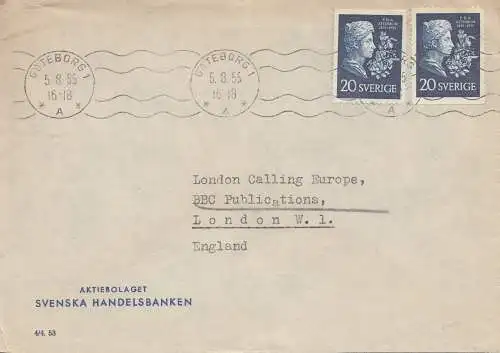 GÖTEBORG 1
5.8.55
16-18
* A *
GÖTEBORG 1
5.8.55
16-18
* A *
20 SVERIGE
20 SVERIGE
London Calling Europe,
BBC Publications,
London W. 1.
England
AKTIEBOLAGET
SVENSKA HANDELSBANKEN
4/4. 53